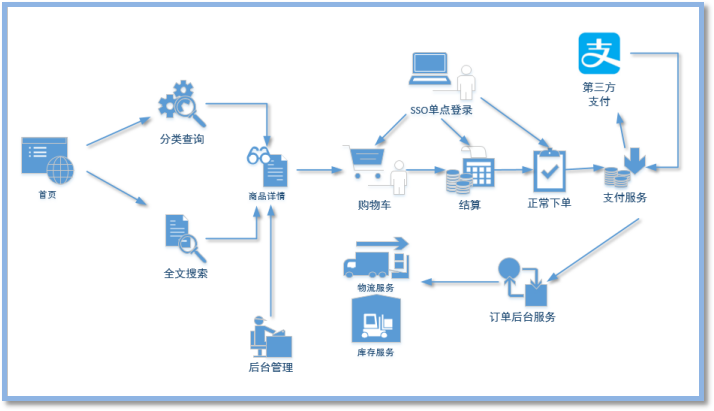 支
第三方
支付
SSO单点登录
分类查询
首页
商品详情
购物车
结算
正常下单
支付服务
全文搜索
物流服务
订单后台服务
库存服务
后台管理